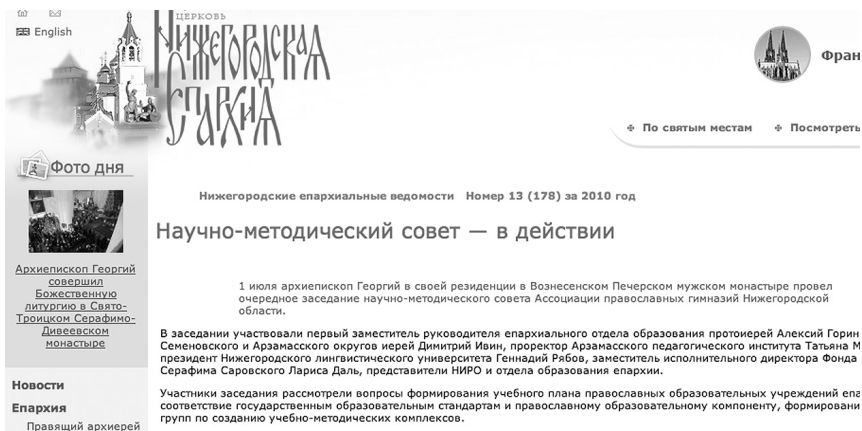 ЦЕРКОВЬ
English
Нижегородская
Епархия
Фран
По святым местам
Посмотреть
Фото дня
Архиепископ Георгий
совершил
Божественную
литургию в Свято-
Троицком Серафимо-
Дивеевском
монастыре
Новости
Епархия
Правящий архиерей
Нижегородские епархиальные ведомости Номер 13 (178) за 2010 год
Научно-методический совет — в действии
1 июля архиепископ Георгий в своей резиденции в Вознесенском Печерском мужском монастыре провел
очередное заседание научно-методического совета Ассоциации православных гимназий Нижегородской
области.
В заседании участвовали первый заместитель руководителя епархиального отдела образования протоиерей Алексий Горин
Семеновского и Арзамасского округов иерей Димитрий Ивин, проректор Арзамасского педагогического института Татьяна М
президент Нижегородского лингвистического университета Геннадий Рябов, заместитель исполнительного директора Фонда
Серафима Саровского Лариса Даль, представители НИРО и отдела образования епархии.
Участники заседания рассмотрели вопросы формирования учебного плана православных образовательных учреждений епа
соответствие государственным образовательным стандартам и православному образовательному компоненту, формировани
групп по созданию учебно-методических комплексов.